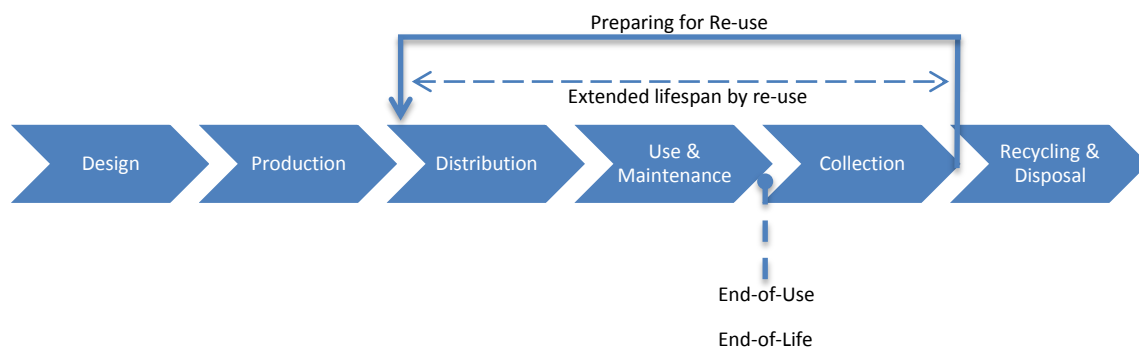 Preparing for Re-use
Extended lifespan by re-use
Design
Production
Distribution
Use &
Maintenance
Collection
Recycling &
Disposal
End-of-Use
End-of-Life